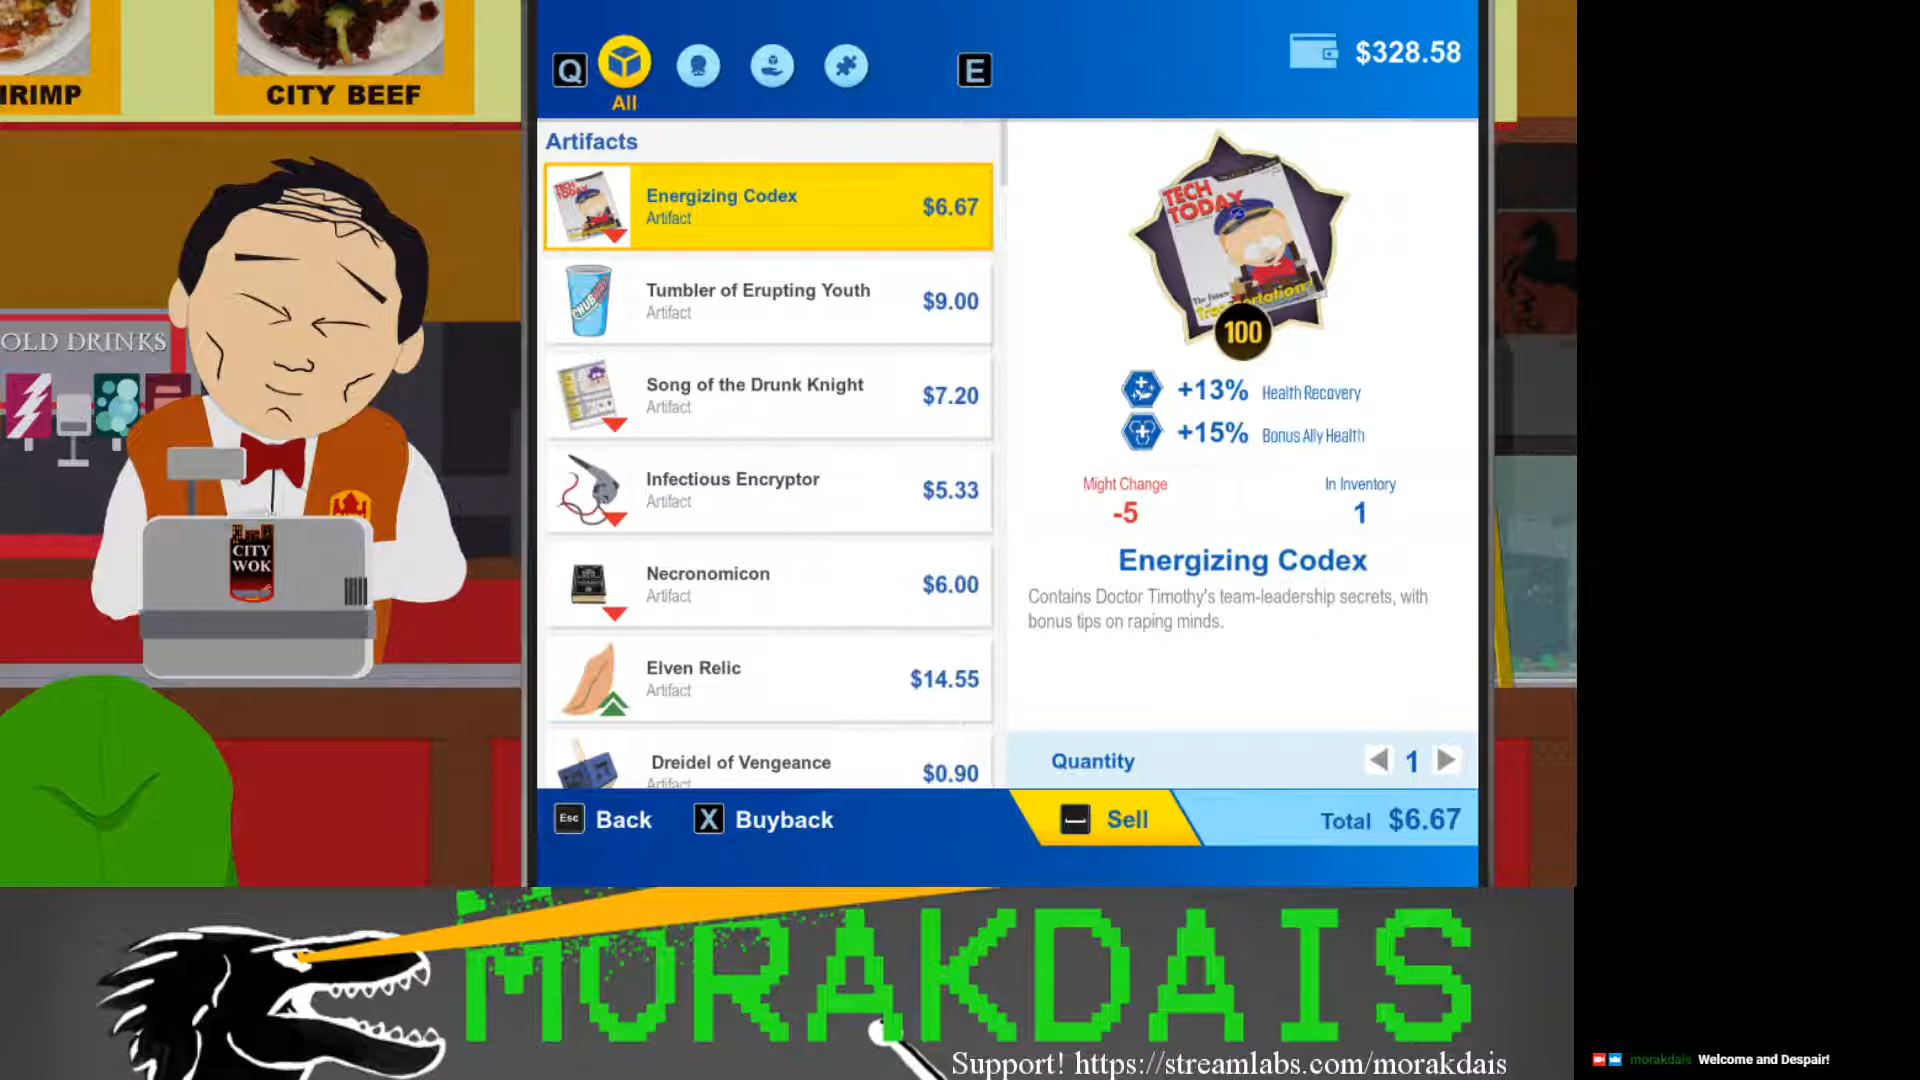 HRIMP
CITY BEEF
OLD DRINKS
CITY
WOK
Q
All
E
$328.58
Artifacts
Energizing Codex
Artifact
$6.67
Tumbler of Erupting Youth
Artifact
$9.00
Song of the Drunk Knight
Artifact
$7.20
Infectious Encryptor
Artifact
$5.33
Necronomicon
Artifact
$6.00
Elven Relic
Artifact
$14.55
Dreidel of Vengeance
Artifact
$0.90
TECH
TODAY
The Future
100
+13% Health Recovery
+15% Bonus Ally Health
Might Change
-5
In Inventory
1
Energizing Codex
Contains Doctor Timothy's team-leadership secrets, with
bonus tips on raping minds.
Quantity
1
Esc Back
X Buyback
Sell
Total $6.67
MORAKDAIS
Support! https://streamlabs.com/morakdais
morakdais Welcome and Despair!